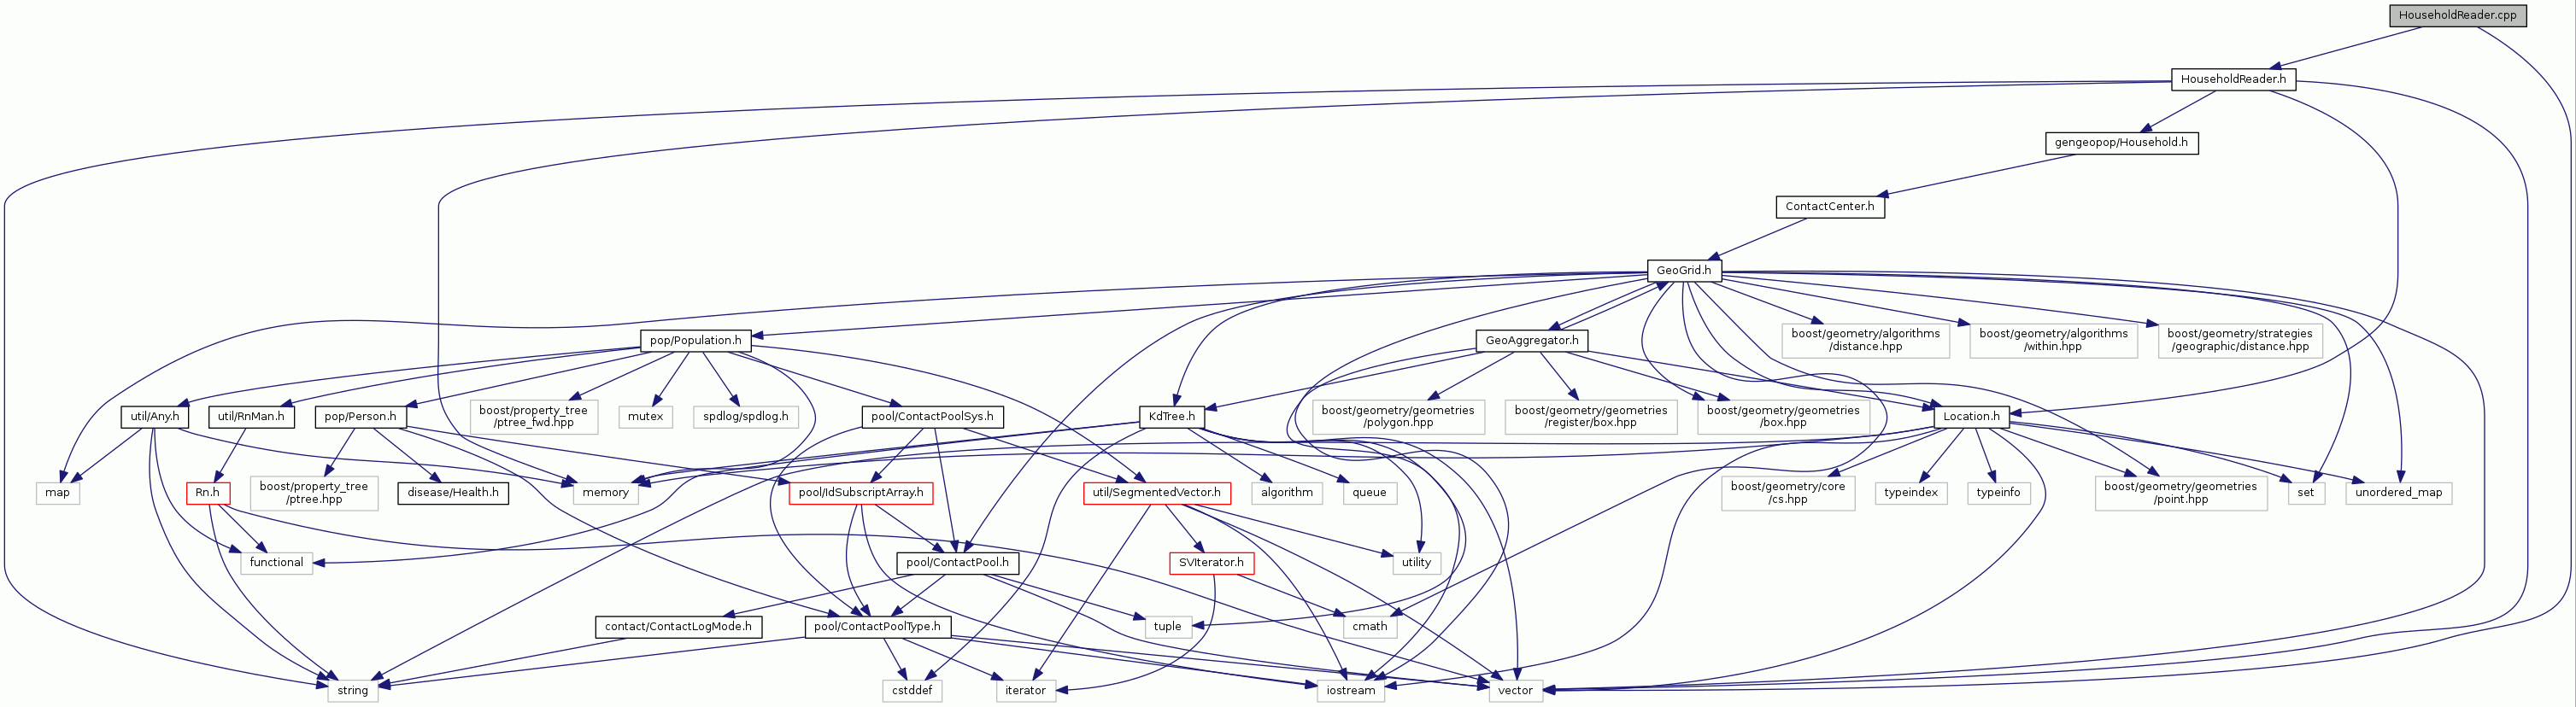 HouseholdReader.cpp
HouseholdReader.h
gengeopop/Household.h
ContactCenter.h
GeoGrid.h
pop/Population.h
GeoAggregator.h
boost/geometry/algorithms
/distance.hpp
boost/geometry/algorithms
/within.hpp
boost/geometry/strategies
/geographic/distance.hpp
util/Any.h
util/RnMan.h
pop/Person.h
boost/property_tree
/ptree_fwd.hpp
mutex
spdlog/spdlog.h
pool/ContactPoolSys.h
KdTree.h
boost/geometry/geometries
/polygon.hpp
boost/geometry/geometries
/register/box.hpp
boost/geometry/geometries
/box.hpp
Location.h
map
Rn.h
boost/property_tree
/ptree.hpp
disease/Health.h
memory
pool/IdSubscriptArray.h
util/SegmentedVector.h
algorithm
queue
boost/geometry/core
/cs.hpp
typeindex
typeinfo
boost/geometry/geometries
/point.hpp
set
unordered_map
functional
pool/ContactPool.h
SVIterator.h
utility
contact/ContactLogMode.h
pool/ContactPoolType.h
tuple
cmath
string
cstddef
iterator
iostream
vector